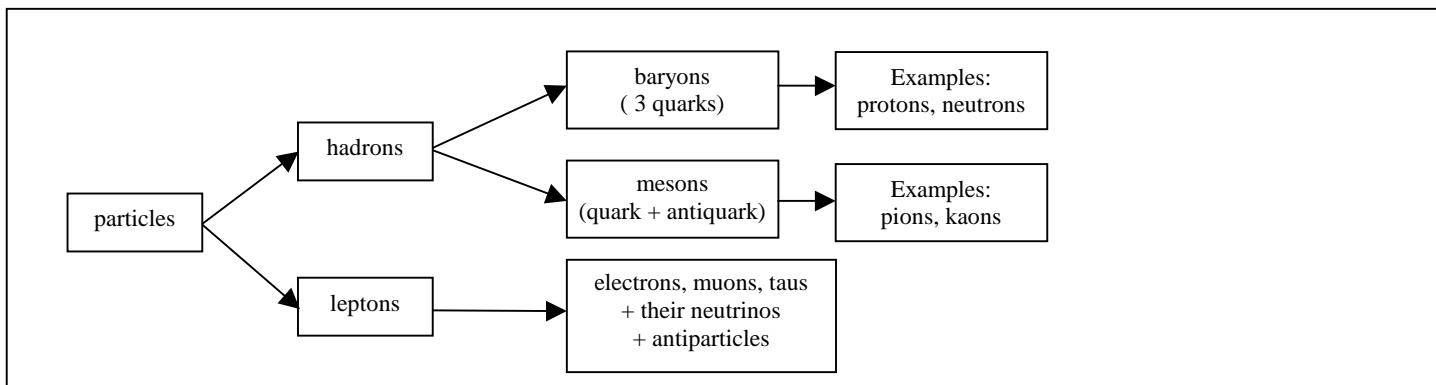 particles
hadrons
leptons
baryons
( 3 quarks)
mesons
(quark + antiquark)
electrons, muons, taus
+ their neutrinos
+ antiparticles
Examples:
protons, neutrons
Examples:
pions, kaons